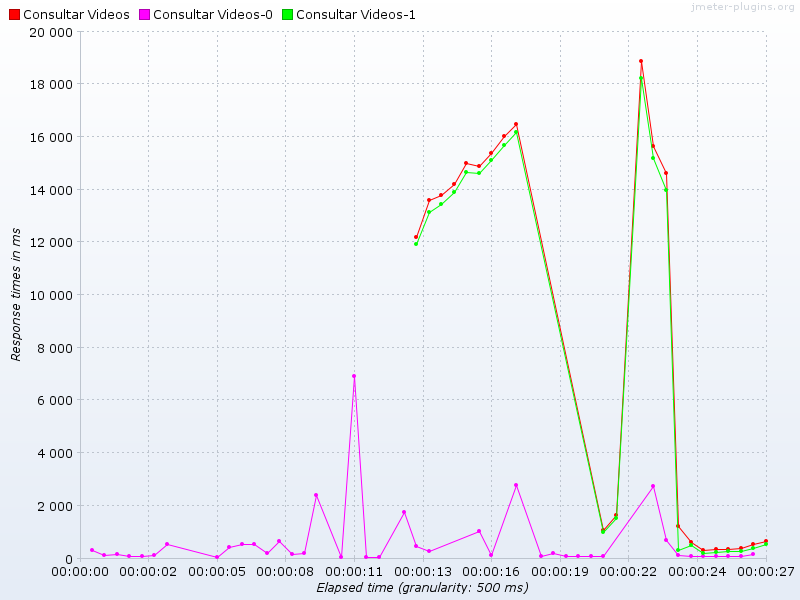 Consultar Videos Consultar Videos-0 Consultar Videos-1
jmeter-plugins.org
20 000
18 000
16 000
14 000
12 000
10 000
8 000
6 000
4 000
2 000
0
Response times in ms
00:00:00 00:00:02 00:00:05 00:00:08 00:00:11 00:00:13 00:00:16 00:00:19 00:00:22 00:00:24 00:00:27
Elapsed time (granularity: 500 ms)